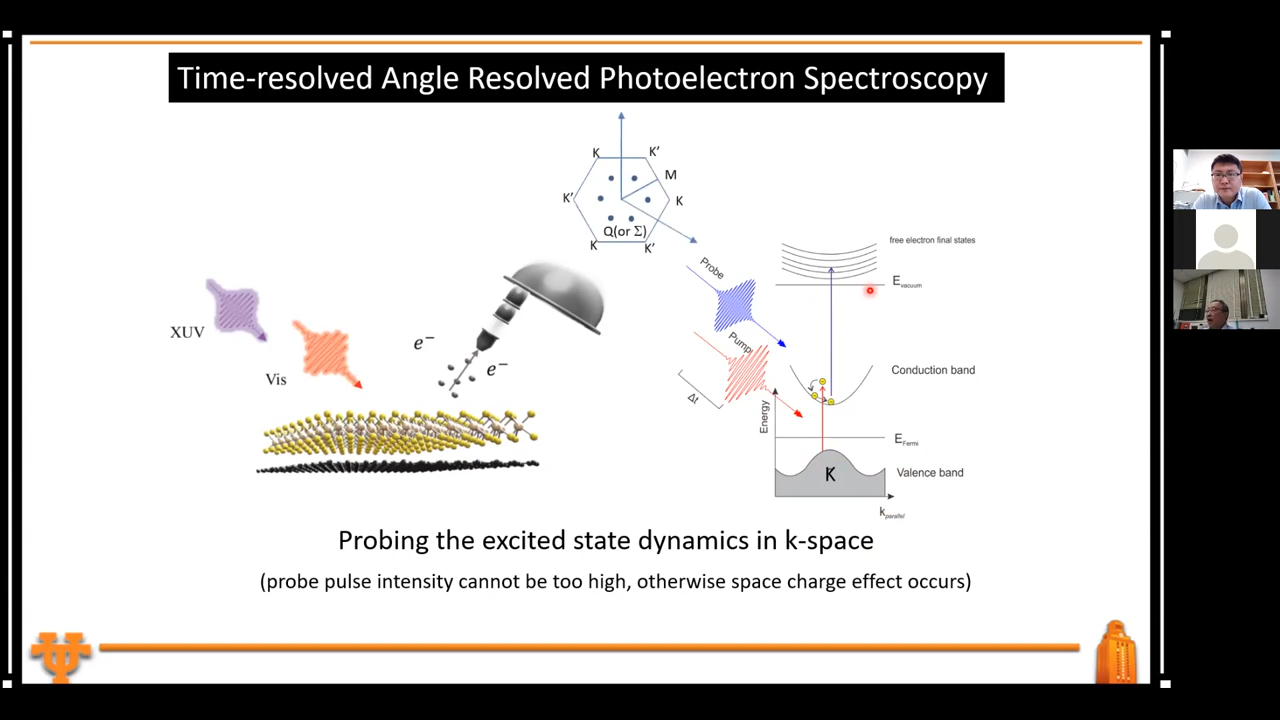 Time-resolved Angle Resolved Photoelectron Spectroscopy
K
K'
M
K'
K
Q(or Σ)
K
K'
free electron final states
Probe
E vacuum
XUV
Pump
e−
e−
Vis
Conduction band
Δt
Energy
E Fermi
K
Valence band
k parallel
Probing the excited state dynamics in k-space
(probe pulse intensity cannot be too high, otherwise space charge effect occurs)